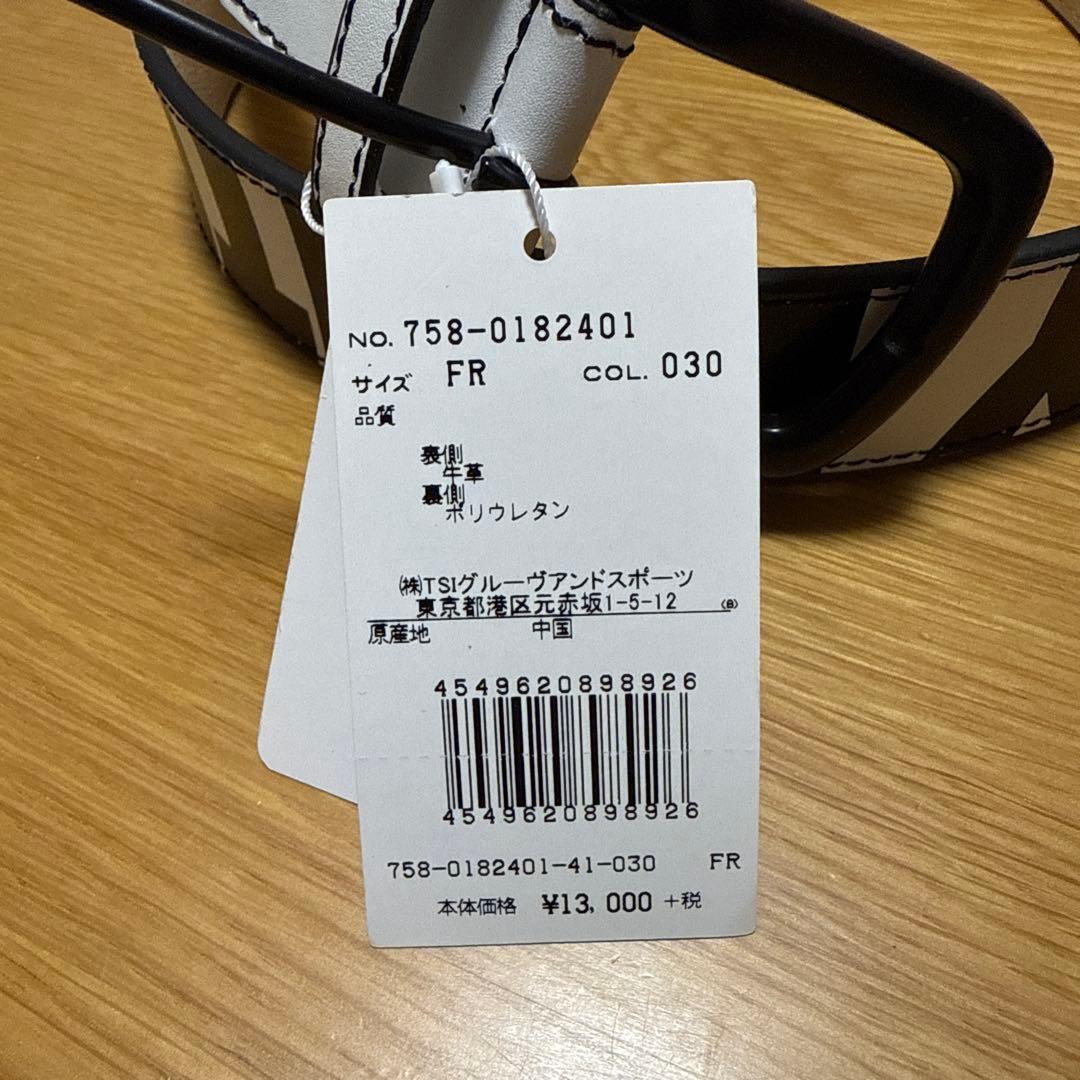 NO. 758-0182401
サイズ FR COL. 030
品質
表側
牛革
裏側
ポリウレタン
㈱TSIグルーヴアンドスポーツ
東京都港区元赤坂1-5-12 (B)
原産地 中国
4549620898926
4549620898926
758-0182401-41-030 FR
本体価格 ¥13,000 +税